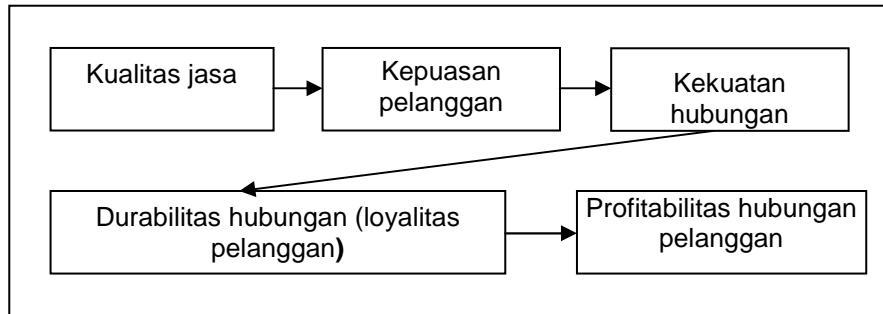 Kualitas jasa
Kepuasan
pelanggan
Kekuatan
hubungan
Durabilitas hubungan (loyalitas
pelanggan)
Profitabilitas hubungan
pelanggan